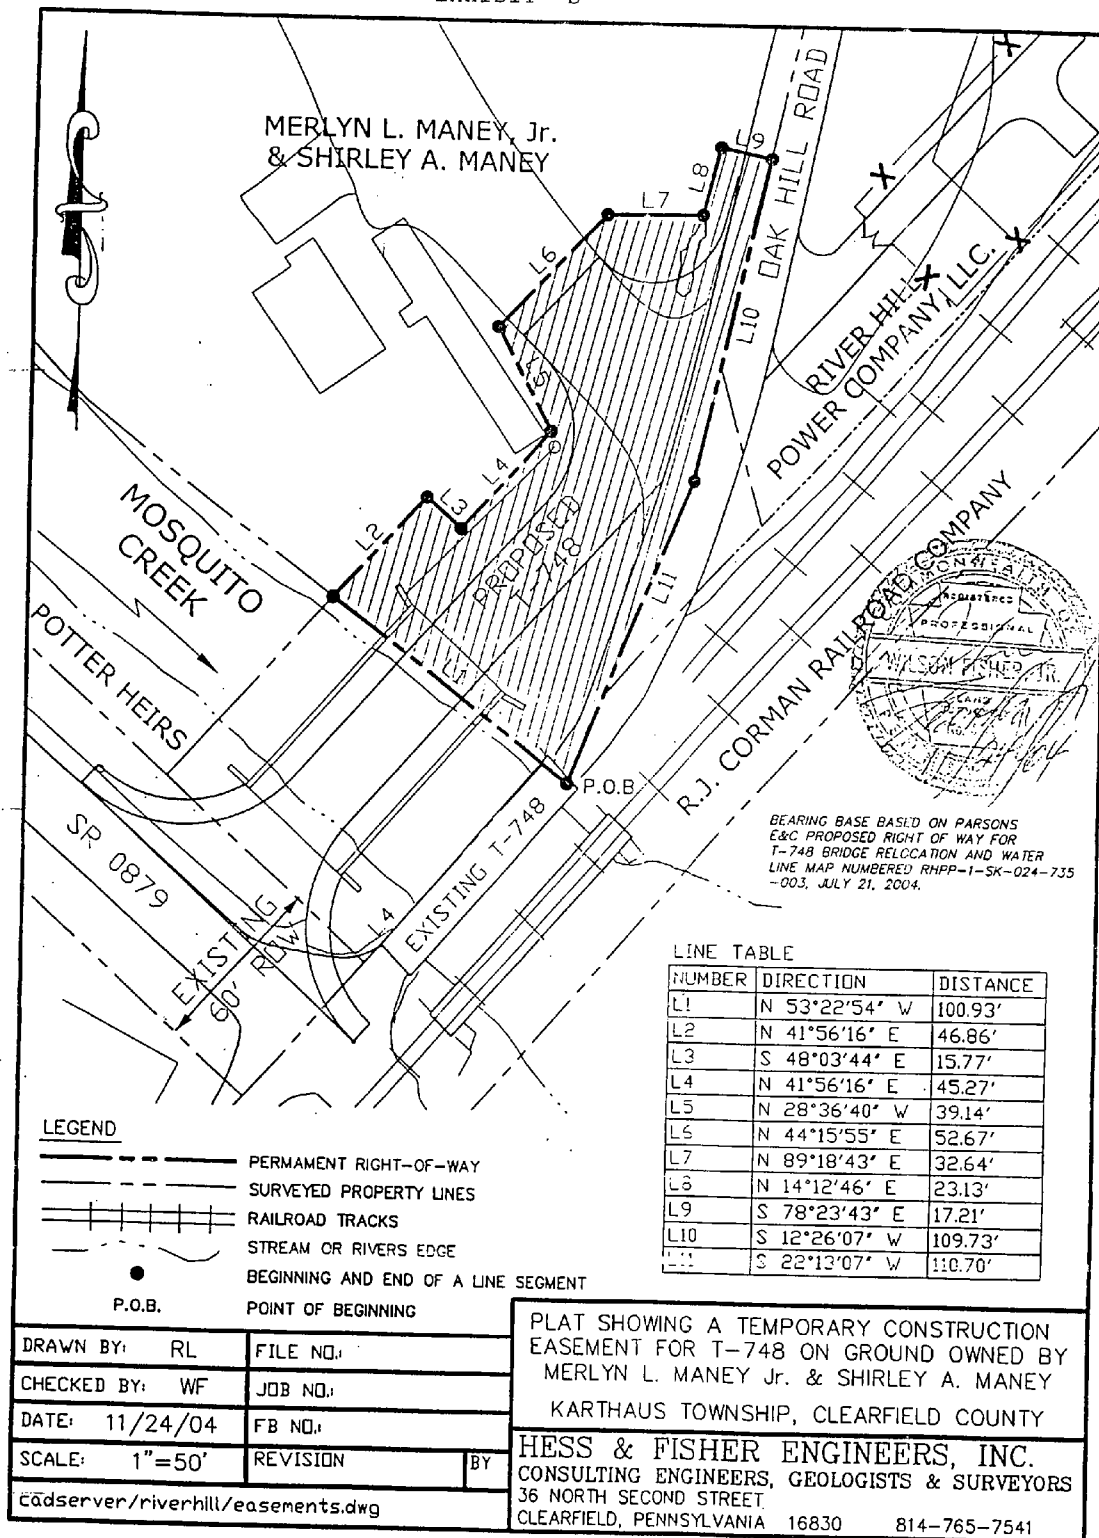 MERLYN L. MANEY, Jr.
& SHIRLEY A. MANEY
L9
L8
L7
L6
OAK HILL ROAD
L10
L5
RIVER HILL
POWER COMPANY, LLC.
L4
L3
L2
MOSQUITO
CREEK
PROPOSED
T-748
L11
L1
POTTER HEIRS
R.J. CORMAN RAILROAD COMPANY
REGISTERED
PROFESSIONAL
WILSON FISHER JR.
P.O.B.
SR 0879
EXISTING T-748
L4
EXISTING
60' ROW
BEARING BASE BASED ON PARSONS
E&C PROPOSED RIGHT OF WAY FOR
T-748 BRIDGE RELOCATION AND WATER
LINE MAP NUMBERED RHPP-1-SK-024-735
-003, JULY 21, 2004.
LINE TABLE
NUMBER DIRECTION DISTANCE
L1 N 53°22'54" W 100.93'
L2 N 41°56'16" E 46.86'
L3 S 48°03'44" E 15.77'
L4 N 41°56'16" E 45.27'
L5 N 28°36'40" W 39.14'
L6 N 44°15'55" E 52.67'
L7 N 89°18'43" E 32.64'
L8 N 14°12'46" E 23.13'
L9 S 78°23'43" E 17.21'
L10 S 12°26'07" W 109.73'
L11 S 22°13'07" W 110.70'
LEGEND
PERMAMENT RIGHT-OF-WAY
SURVEYED PROPERTY LINES
RAILROAD TRACKS
STREAM OR RIVERS EDGE
BEGINNING AND END OF A LINE SEGMENT
P.O.B. POINT OF BEGINNING
DRAWN BY: RL FILE NO.:
CHECKED BY: WF JOB NO.:
DATE: 11/24/04 FB NO.:
SCALE: 1"=50' REVISION BY
cadserver/riverhill/easements.dwg
PLAT SHOWING A TEMPORARY CONSTRUCTION
EASEMENT FOR T-748 ON GROUND OWNED BY
MERLYN L. MANEY Jr. & SHIRLEY A. MANEY
KARTHAUS TOWNSHIP, CLEARFIELD COUNTY
HESS & FISHER ENGINEERS, INC.
CONSULTING ENGINEERS, GEOLOGISTS & SURVEYORS
36 NORTH SECOND STREET
CLEARFIELD, PENNSYLVANIA 16830 814-765-7541